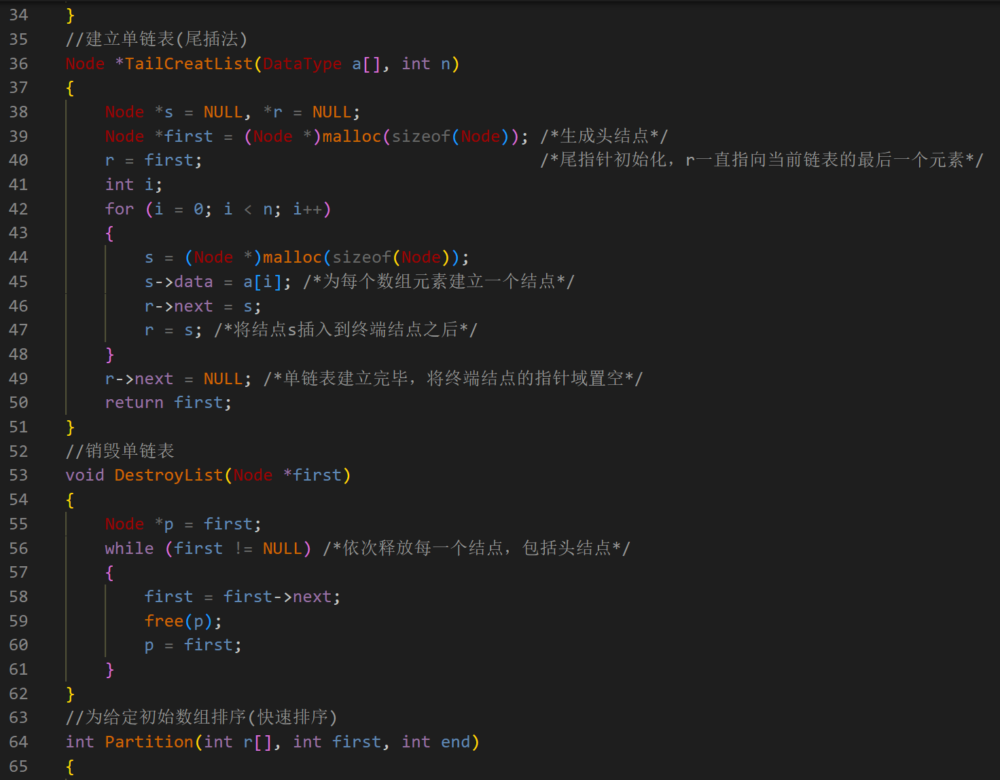 34 }
35 //建立单链表(尾插法)
36 Node *TailCreatList(DataType a[], int n)
37 {
38 Node *s = NULL, *r = NULL;
39 Node *first = (Node *)malloc(sizeof(Node)); /*生成头结点*/
40 r = first; /*尾指针初始化，r一直指向当前链表的最后一个元素*/
41 int i;
42 for (i = 0; i < n; i++)
43 {
44 s = (Node *)malloc(sizeof(Node));
45 s->data = a[i]; /*为每个数组元素建立一个结点*/
46 r->next = s;
47 r = s; /*将结点s插入到终端结点之后*/
48 }
49 r->next = NULL; /*单链表建立完毕，将终端结点的指针域置空*/
50 return first;
51 }
52 //销毁单链表
53 void DestroyList(Node *first)
54 {
55 Node *p = first;
56 while (first != NULL) /*依次释放每一个结点，包括头结点*/
57 {
58 first = first->next;
59 free(p);
60 p = first;
61 }
62 }
63 //为给定初始数组排序(快速排序)
64 int Partition(int r[], int first, int end)
65 {